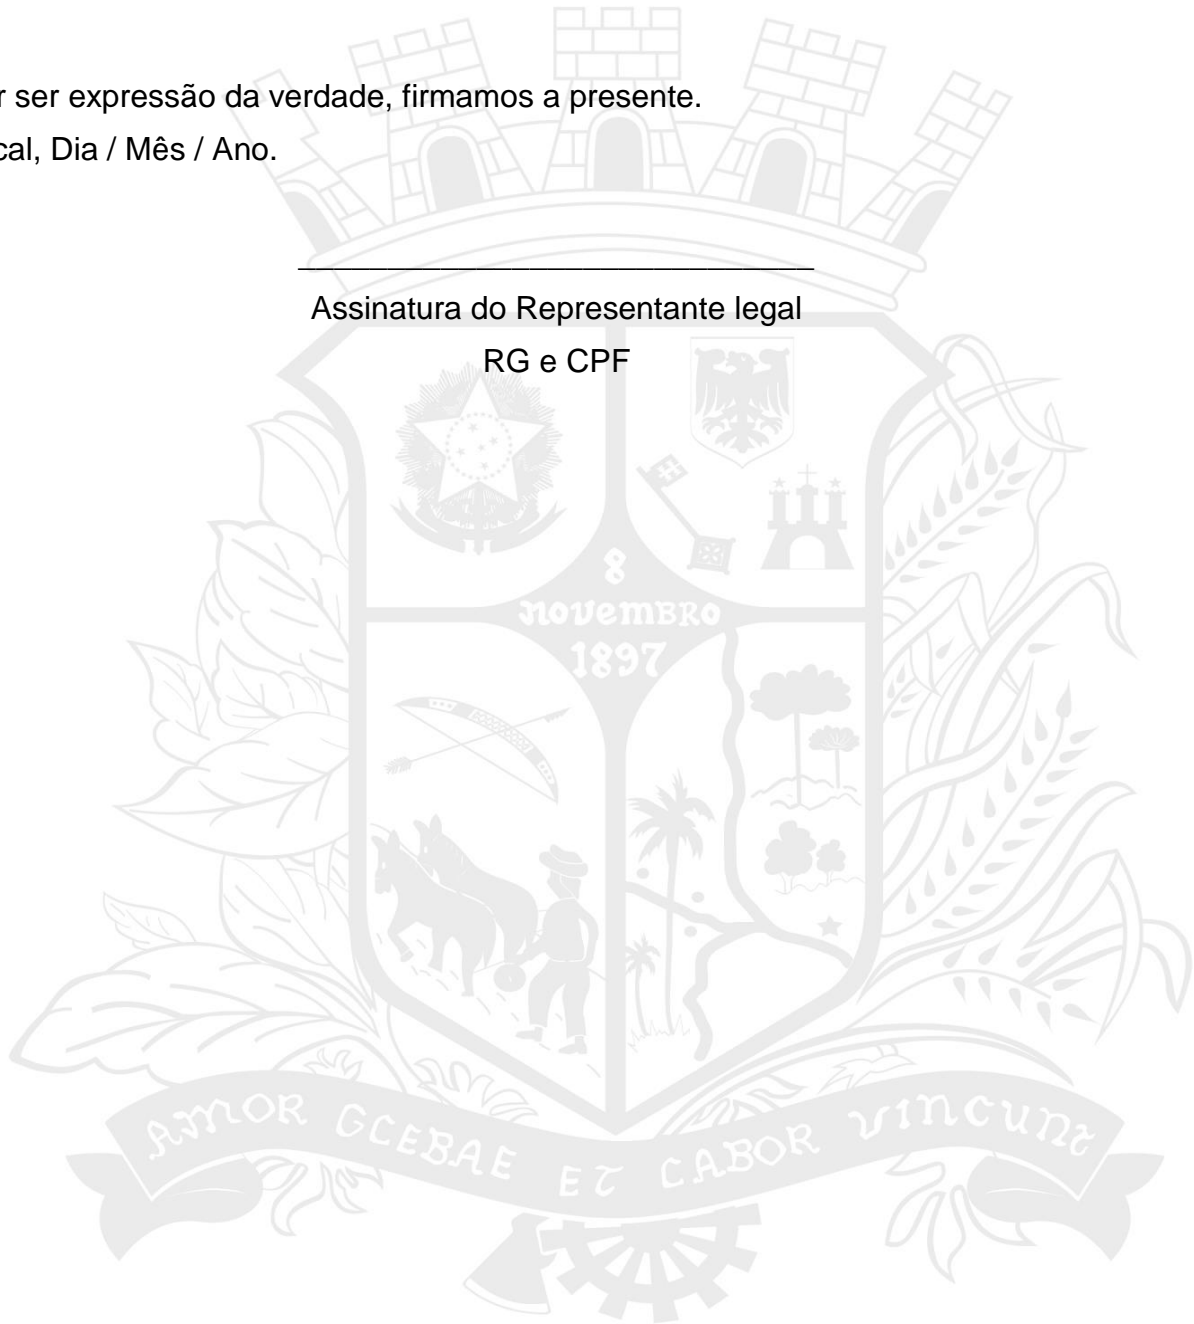 r ser expressão da verdade, firmamos a presente.
cal, Dia / Mês / Ano.
_____________________________
Assinatura do Representante legal
RG e CPF
8
NOVEMBRO
1897
AMOR GLEBAE ET LABOR VINCUNT